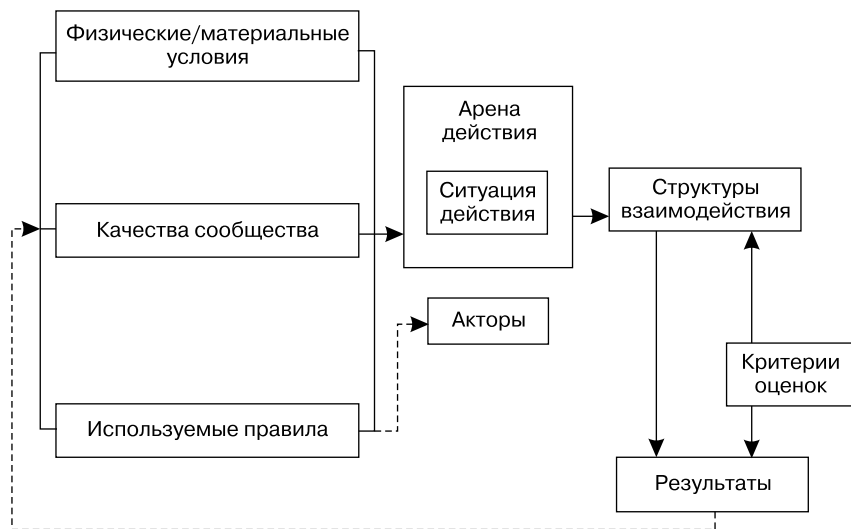 Физические/материальные
условия
Арена
действия
Ситуация
действия
Структуры
взаимодействия
Качества сообщества
Акторы
Критерии
оценок
Используемые правила
Результаты